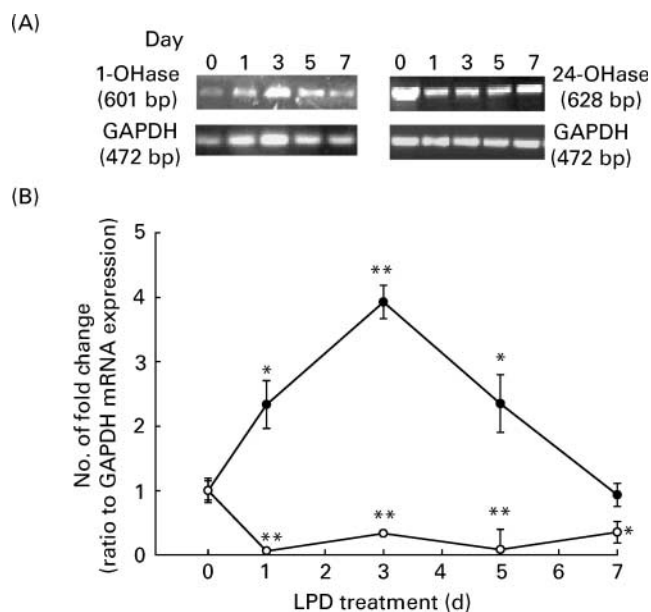 (A)
Day
0 1 3 5 7
0 1 3 5 7
1-OHase
(601 bp)
24-OHase
(628 bp)
GAPDH
(472 bp)
GAPDH
(472 bp)
(B)
No. of fold change
(ratio to GAPDH mRNA expression)
5
4
3
2
1
0
**
*
*
**
**
**
*
0 1 2 3 4 5 6 7
LPD treatment (d)